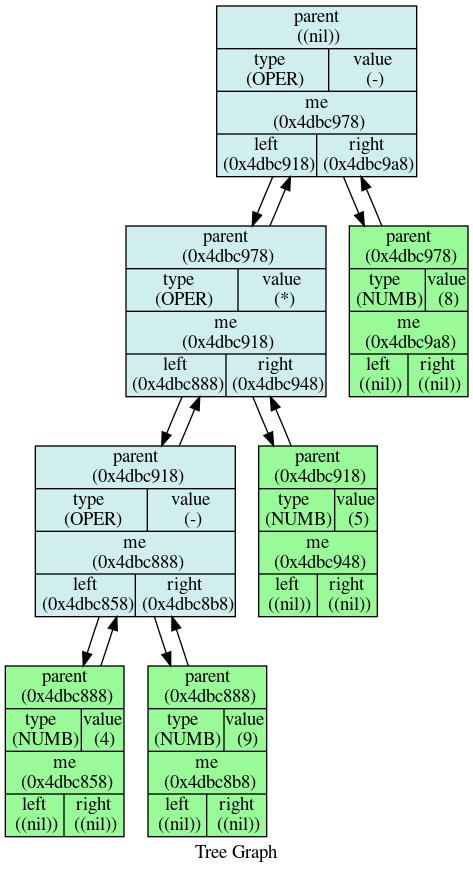 parent
((nil))
type value
(OPER) (-)
me
(0x4dbc978)
left right
(0x4dbc918) (0x4dbc9a8)
parent
(0x4dbc978)
type value
(OPER) (*)
me
(0x4dbc918)
left right
(0x4dbc888) (0x4dbc948)
parent
(0x4dbc978)
type value
(NUMB) (8)
me
(0x4dbc9a8)
left right
((nil)) ((nil))
parent
(0x4dbc918)
type value
(OPER) (-)
me
(0x4dbc888)
left right
(0x4dbc858) (0x4dbc8b8)
parent
(0x4dbc918)
type value
(NUMB) (5)
me
(0x4dbc948)
left right
((nil)) ((nil))
parent
(0x4dbc888)
type value
(NUMB) (4)
me
(0x4dbc858)
left right
((nil)) ((nil))
parent
(0x4dbc888)
type value
(NUMB) (9)
me
(0x4dbc8b8)
left right
((nil)) ((nil))
Tree Graph